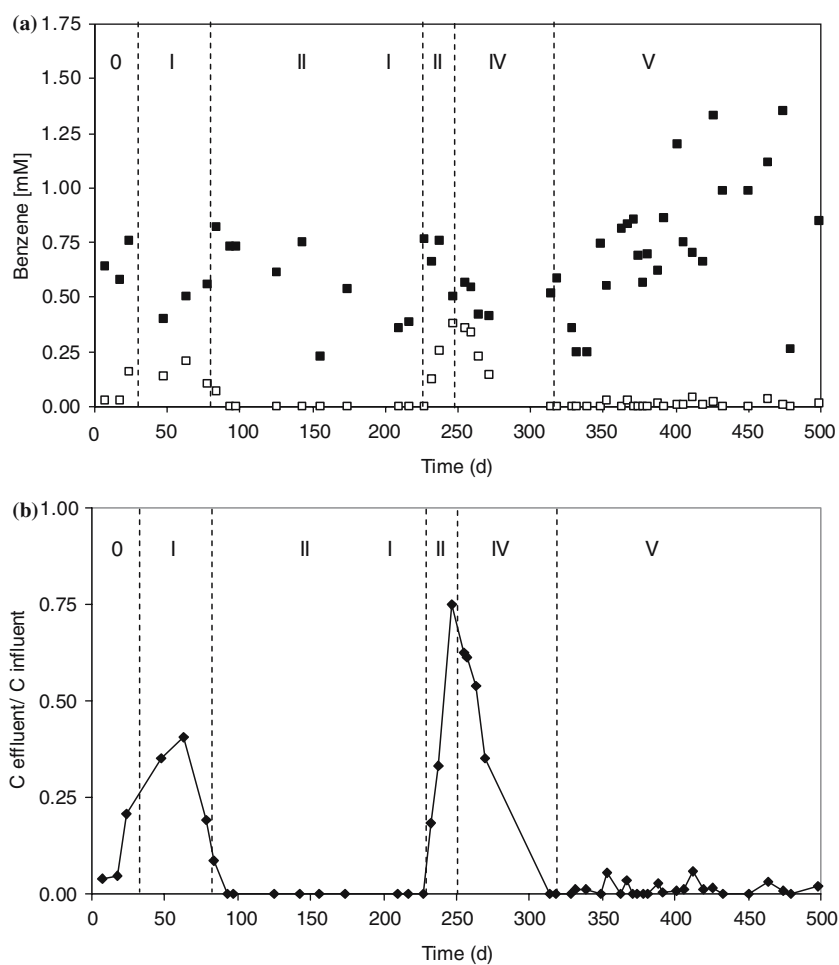 (a)
1.75
1.50
1.25
1.00
0.75
0.50
0.25
0.00
Benzene [mM]
0 I II I II IV V
0 50 100 150 200 250 300 350 400 450 500
Time (d)
(b)
1.00
0.75
0.50
0.25
0.00
C effluent/ C influent
0 I II I II IV V
0 50 100 150 200 250 300 350 400 450 500
Time (d)